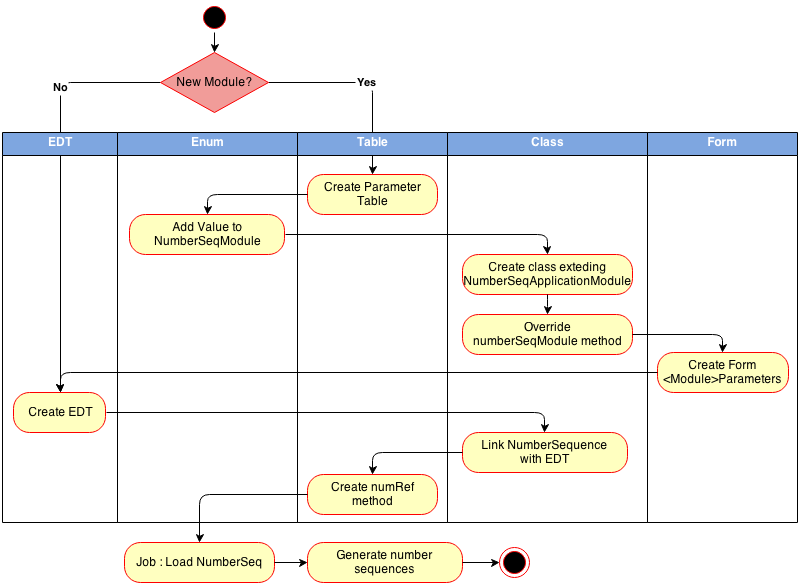 New Module?
No
Yes
EDT
Enum
Table
Class
Form
Create Parameter
Table
Add Value to
NumberSeqModule
Create class exteding
NumberSeqApplicationModule
Override
numberSeqModule method
Create Form
<Module>Parameters
Create EDT
Link NumberSequence
with EDT
Create numRef
method
Job : Load NumberSeq
Generate number
sequences